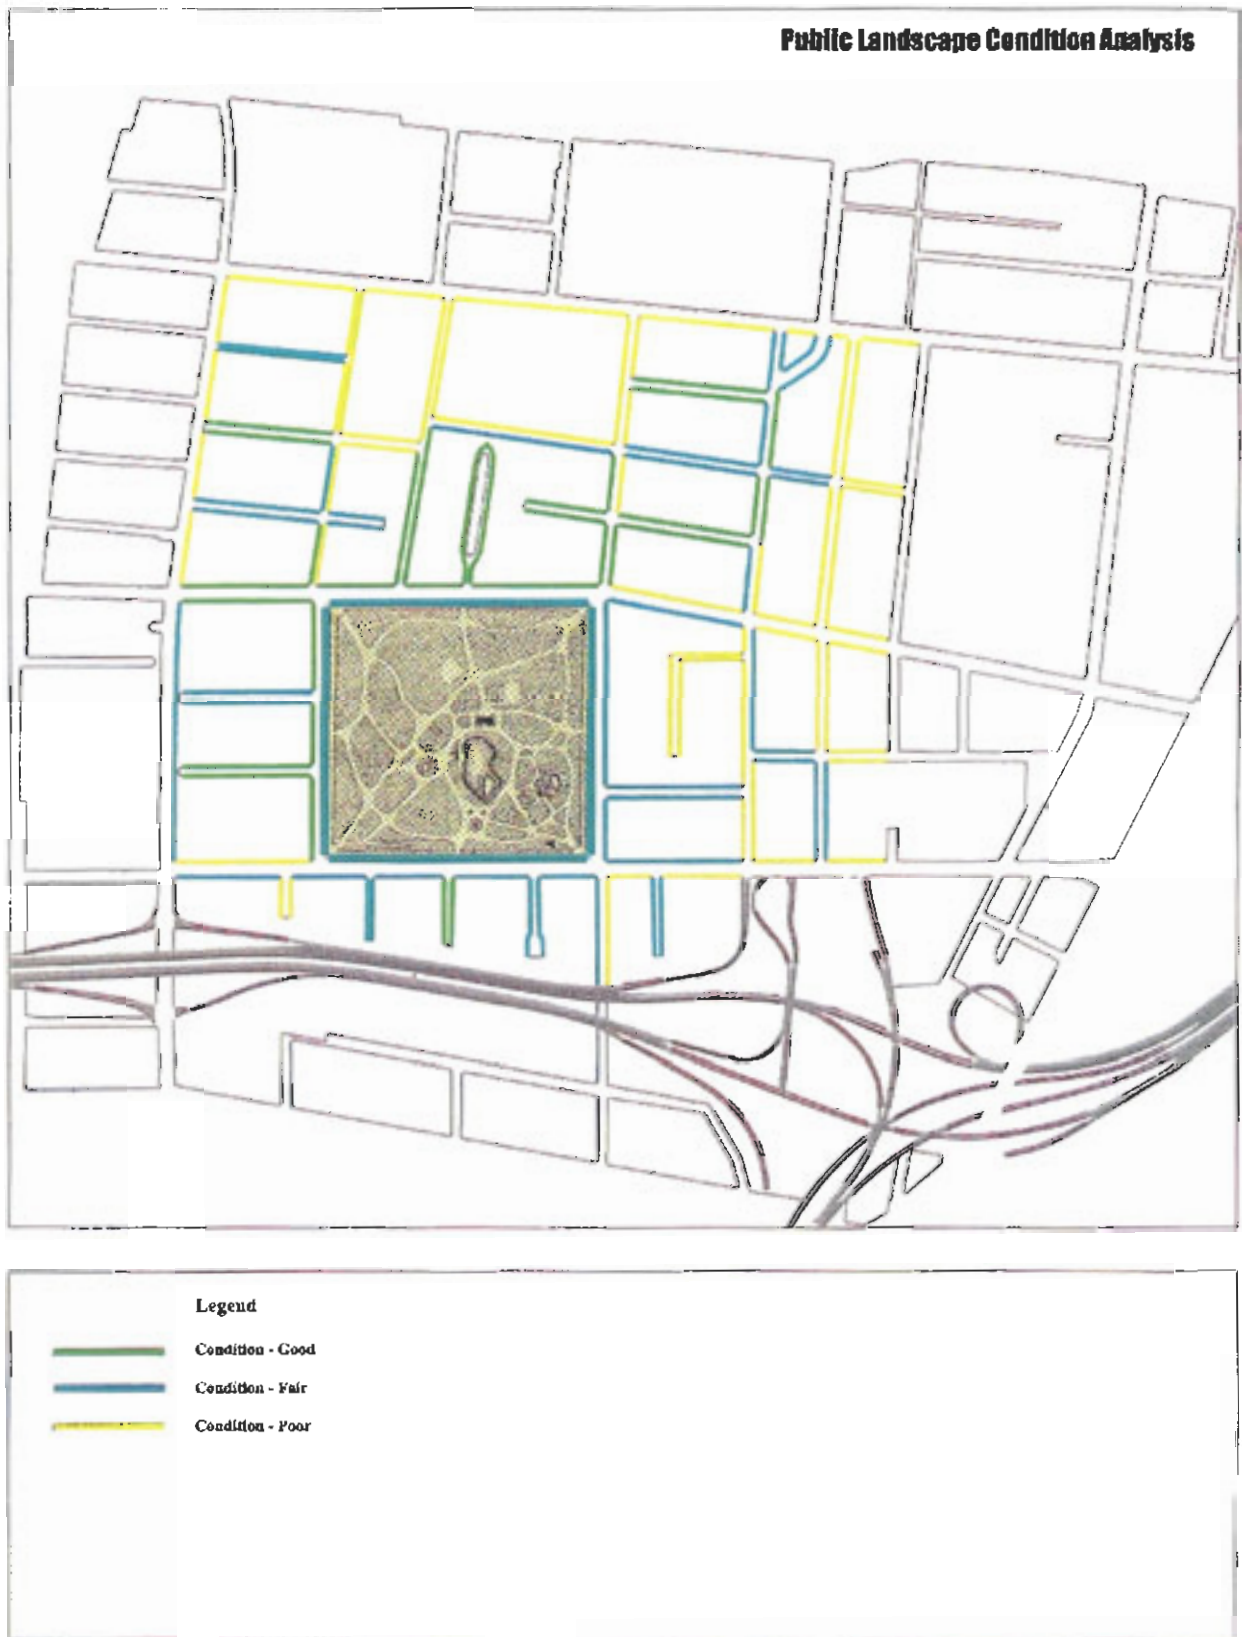 Public Landscape Condition Analysis
Legend
Condition - Good
Condition - Fair
Condition - Poor